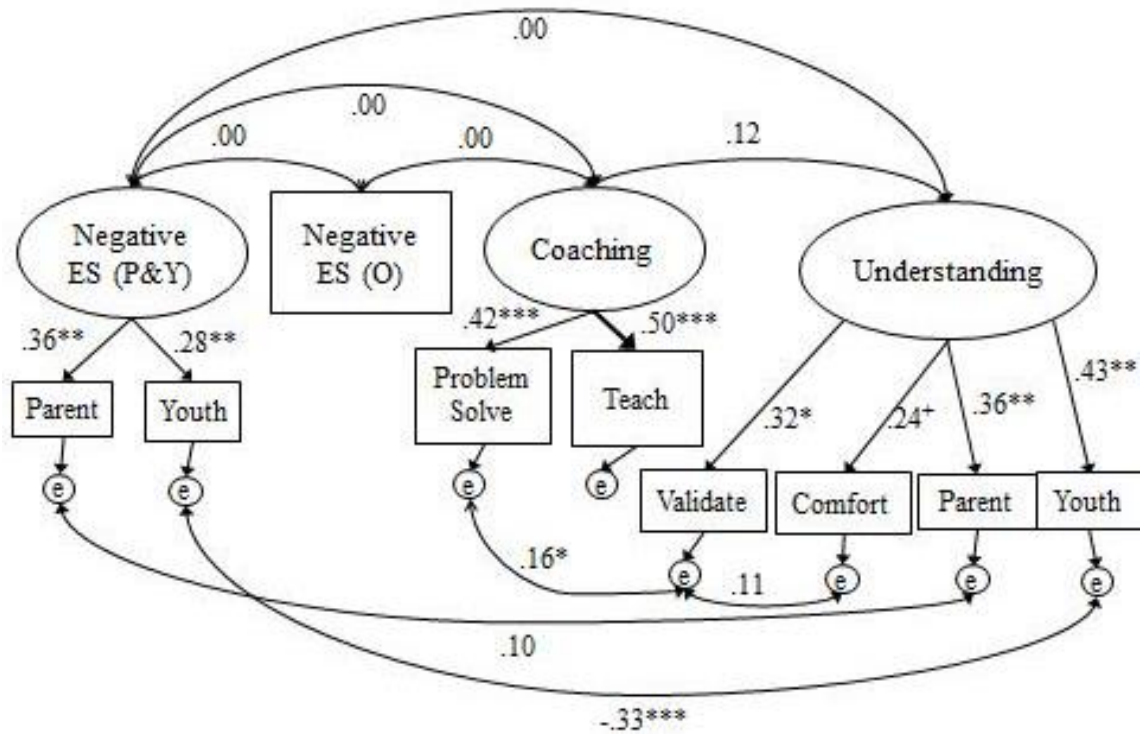 .00
.00
.00
.00
.12
Negative
ES (P&Y)
Negative
ES (O)
Coaching
Understanding
.36**
.28**
.42***
.50***
Parent
Youth
Problem
Solve
Teach
.32*
.24+
.36**
.43**
e
e
e
e
Validate
Comfort
Parent
Youth
.16*
e
.11
e
e
e
.10
-.33***